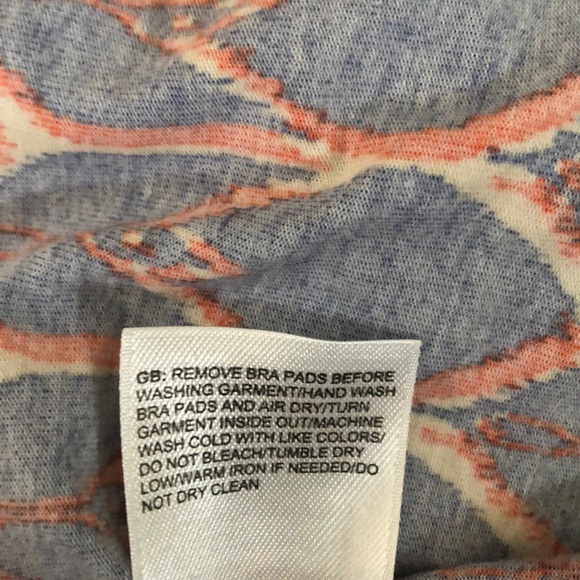 GB: REMOVE BRA PADS BEFORE
WASHING GARMENT/HAND WASH
BRA PADS AND AIR DRY/TURN
GARMENT INSIDE OUT/MACHINE
WASH COLD WITH LIKE COLORS/
DO NOT BLEACH/TUMBLE DRY
LOW/WARM IRON IF NEEDED/DO
NOT DRY CLEAN